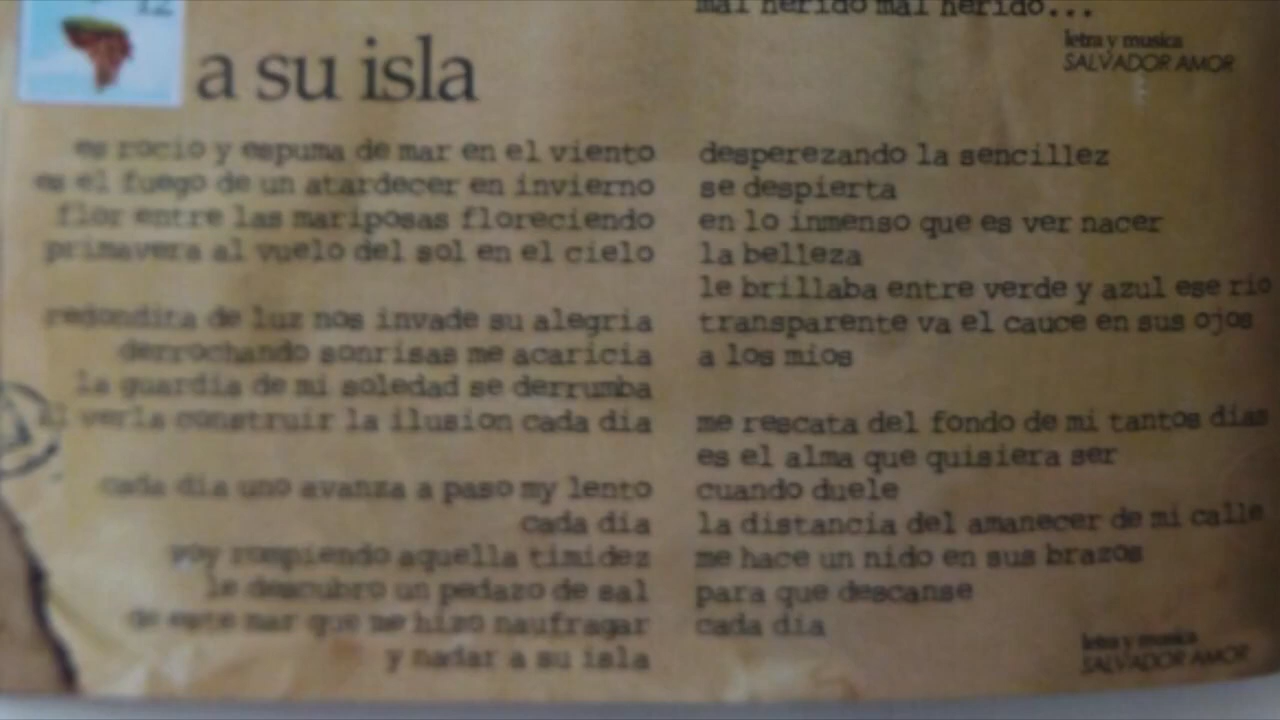 mal herido mal herido...
letra y musica
SALVADOR AMOR
12
a su isla
es rocio y espuma de mar en el viento
es el fuego de un atardecer en invierno
flor entre las mariposas floreciendo
primavera al vuelo del sol en el cielo
redondita de luz nos invade su alegria
derrochando sonrisas me acaricia
la guardia de mi soledad se derrumba
al verla construir la ilusion cada dia
cada dia uno avanza a paso my lento
cada dia
voy rompiendo aquella timidez
le descubro un pedazo de sal
de este mar que me hizo naufragar
y nadar a su isla
desperezando la sencillez
se despierta
en lo inmenso que es ver nacer
la belleza
le brillaba entre verde y azul ese rio
transparente va el cauce en sus ojos
a los mios
me rescata del fondo de mi tantos dias
es el alma que quisiera ser
cuando duele
la distancia del amanecer de mi calle
me hace un nido en sus brazos
para que descanse
cada dia
letra y musica
SALVADOR AMOR